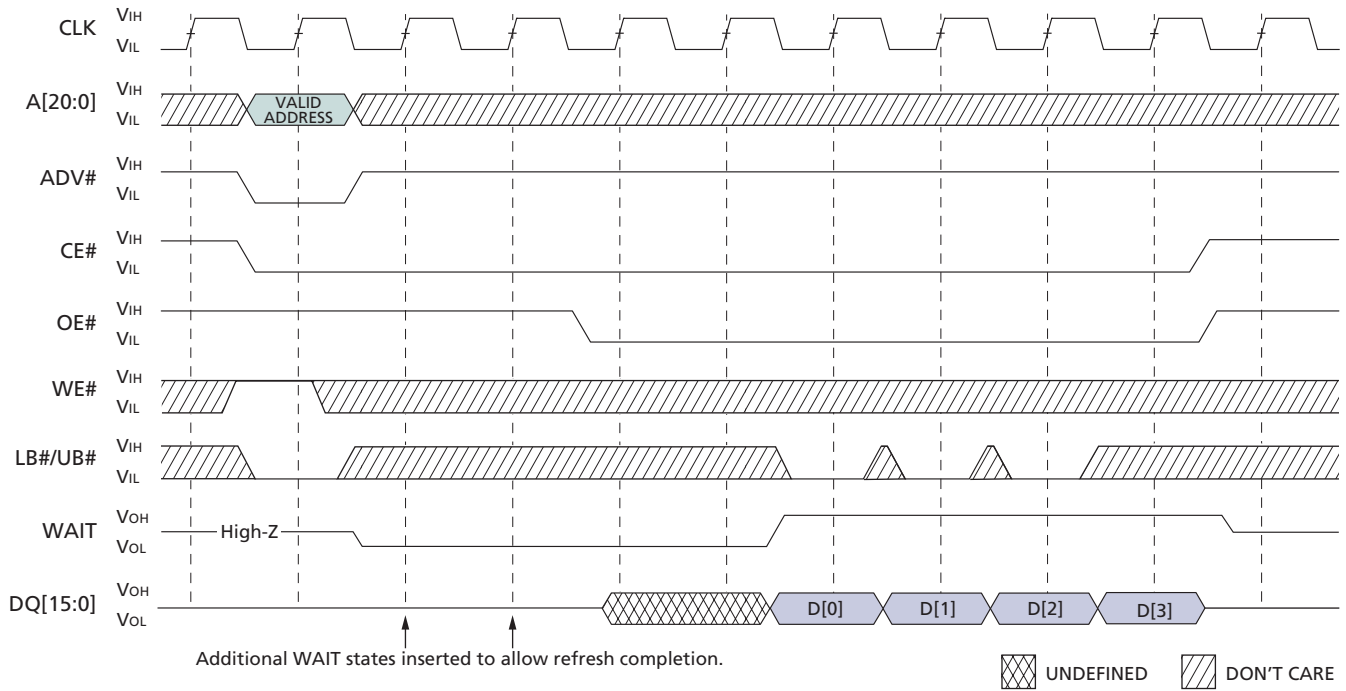 CLK VIH
VIL
A[20:0] VIH
VIL
VALID
ADDRESS
ADV# VIH
VIL
CE# VIH
VIL
OE# VIH
VIL
WE# VIH
VIL
LB#/UB# VIH
VIL
WAIT VOH
VOL
High-Z
DQ[15:0] VOH
VOL
D[0] D[1] D[2] D[3]
Additional WAIT states inserted to allow refresh completion.
UNDEFINED DON'T CARE